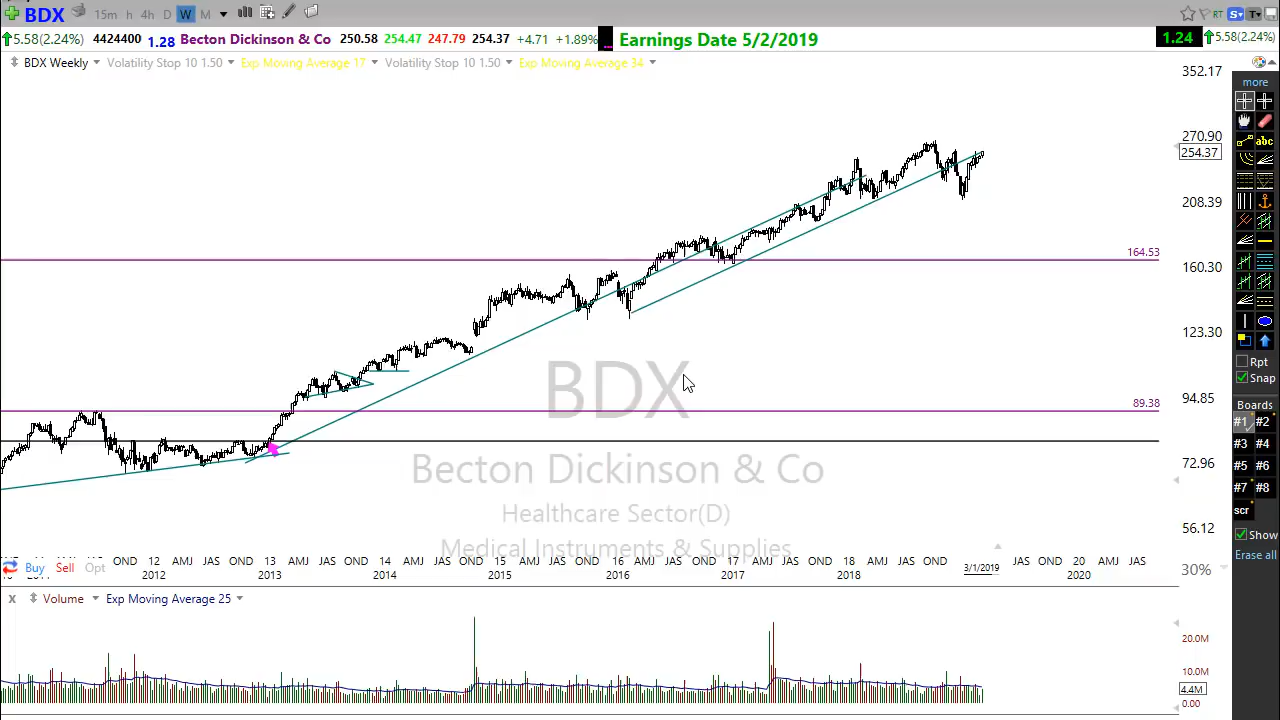 BDX 15m h 4h D W M RT S T
5.58(2.24%) 4424400 1.28 Becton Dickinson & Co 250.58 254.47 247.79 254.37 +4.71 +1.89% Earnings Date 5/2/2019 1.24 5.58(2.24%)
BDX Weekly Volatility Stop 10 1.50 Exp Moving Average 17 Volatility Stop 10 1.50 Exp Moving Average 34
352.17
more
270.90
254.37
abc
208.39
164.53
160.30
123.30
Rpt
BDX
Snap
94.85
89.38
Boards
#1 #2
#3 #4
Becton Dickinson & Co
72.96
#5 #6
#7 #8
Healthcare Sector(D)
scr
56.12
Show
Medical Instruments & Supplies
Erase all
OND 12 AMJ JAS OND 13 AMJ JAS OND 14 AMJ JAS OND 15 AMJ JAS OND 16 AMJ JAS OND 17 AMJ JAS OND 18 AMJ JAS OND 3/1/2019 JAS OND 20 AMJ JAS
Buy Sell Opt 2012 2013 2014 2015 2016 2017 2018 2020 30%
X Volume Exp Moving Average 25
20.0M
10.0M
4.4M
0.00